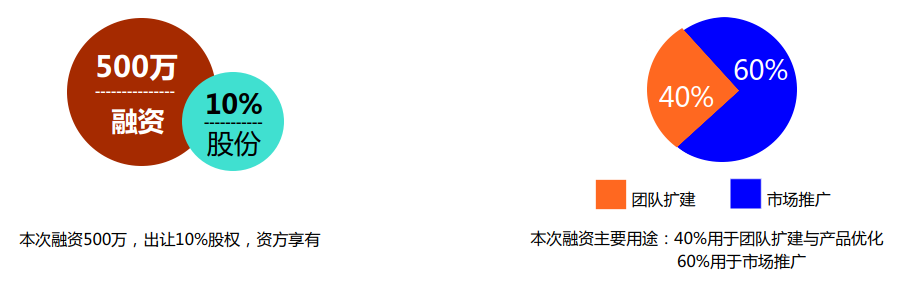 500万
融资
10%
股份
本次融资500万，出让10%股权，资方享有
60%
40%
团队扩建
市场推广
本次融资主要用途：40%用于团队扩建与产品优化
60%用于市场推广